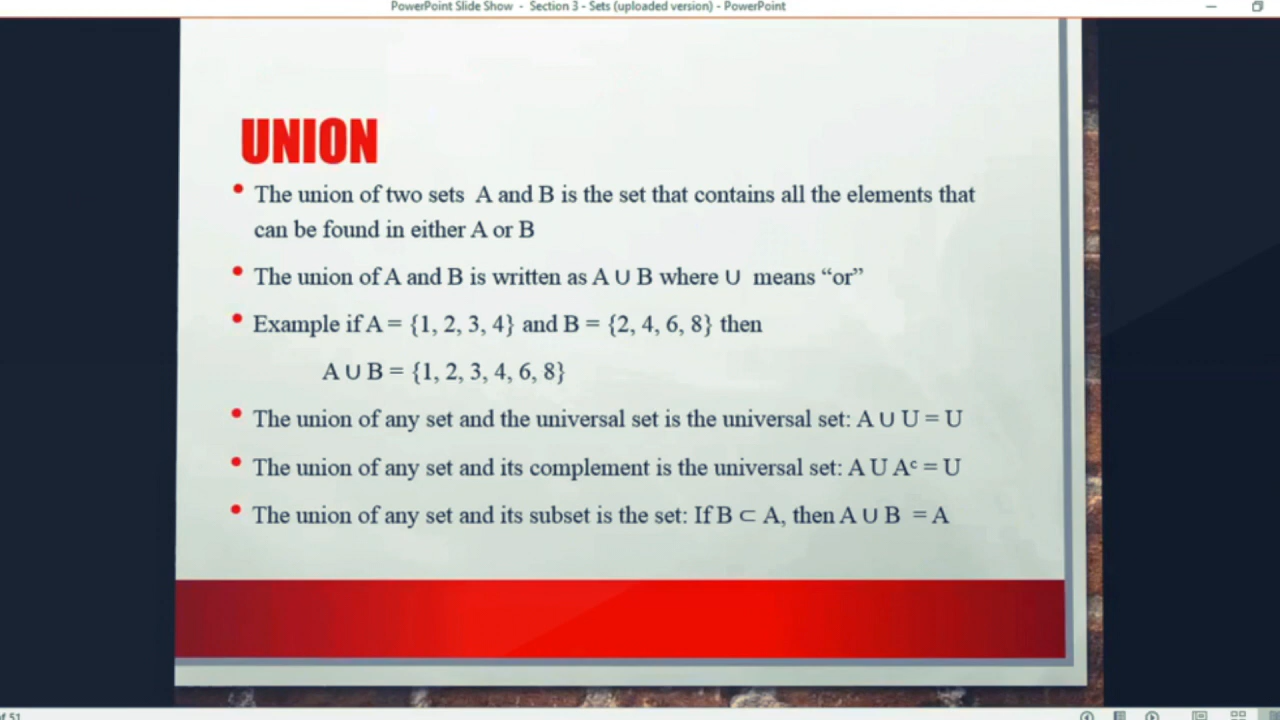 PowerPoint Slide Show - Section 3 - Sets (uploaded version) - PowerPoint
UNION
• The union of two sets A and B is the set that contains all the elements that
can be found in either A or B
• The union of A and B is written as A ∪ B where ∪ means “or”
• Example if A = {1, 2, 3, 4} and B = {2, 4, 6, 8} then
A ∪ B = {1, 2, 3, 4, 6, 8}
• The union of any set and the universal set is the universal set: A ∪ U = U
• The union of any set and its complement is the universal set: A U Aᶜ = U
• The union of any set and its subset is the set: If B ⊂ A, then A ∪ B = A
of 51